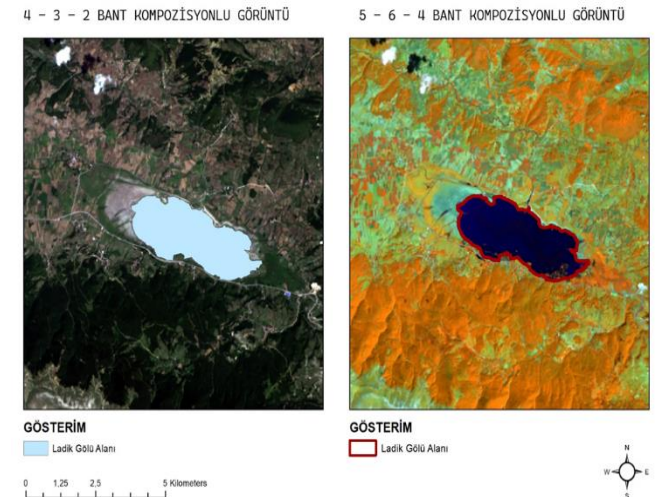 4 - 3 - 2 BANT KOMPOZİSYONLU GÖRÜNTÜ
5 - 6 - 4 BANT KOMPOZİSYONLU GÖRÜNTÜ
GÖSTERİM
Ladik Gölü Alanı
0 1,25 2,5 5 Kilometers
GÖSTERİM
Ladik Gölü Alanı
N
W E
S